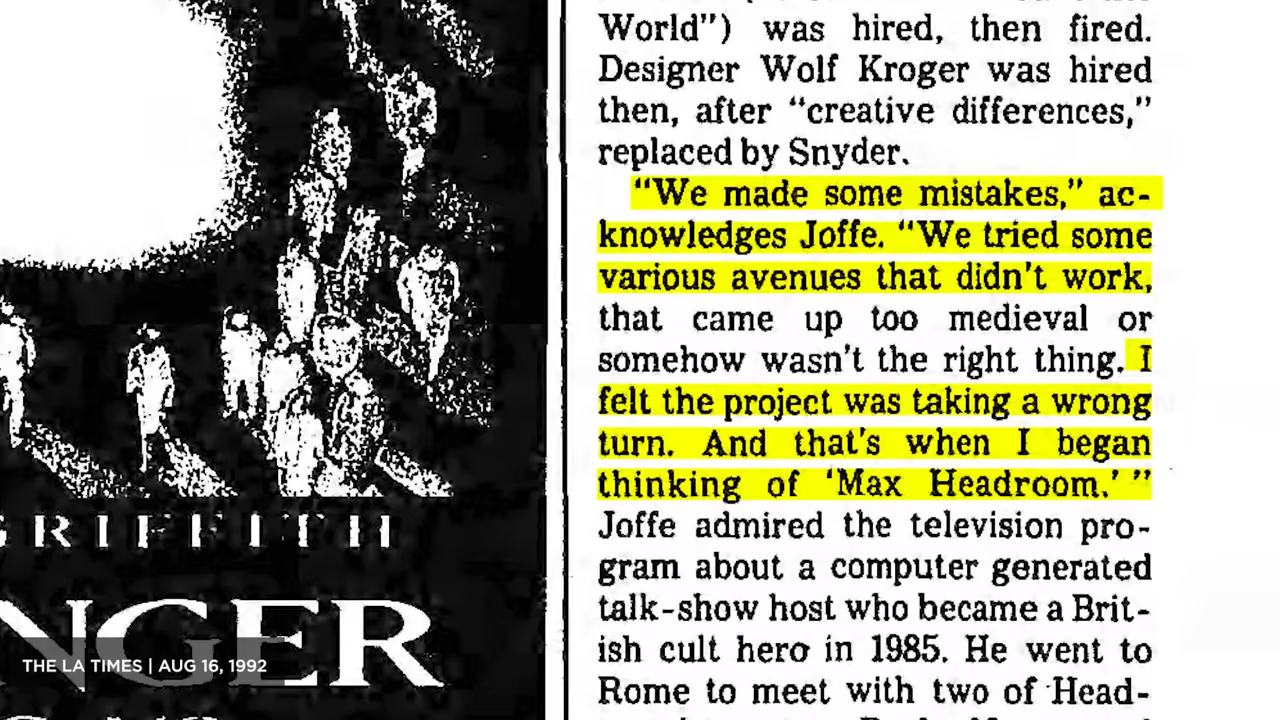 World") was hired, then fired.
Designer Wolf Kroger was hired
then, after "creative differences,"
replaced by Snyder.
"We made some mistakes," ac-
knowledges Joffe. "We tried some
various avenues that didn't work,
that came up too medieval or
somehow wasn't the right thing. I
felt the project was taking a wrong
turn. And that's when I began
thinking of 'Max Headroom.' "
Joffe admired the television pro-
gram about a computer generated
talk-show host who became a Brit-
ish cult hero in 1985. He went to
Rome to meet with two of Head-
GRIFFITH
NGER
THE LA TIMES | AUG 16, 1992